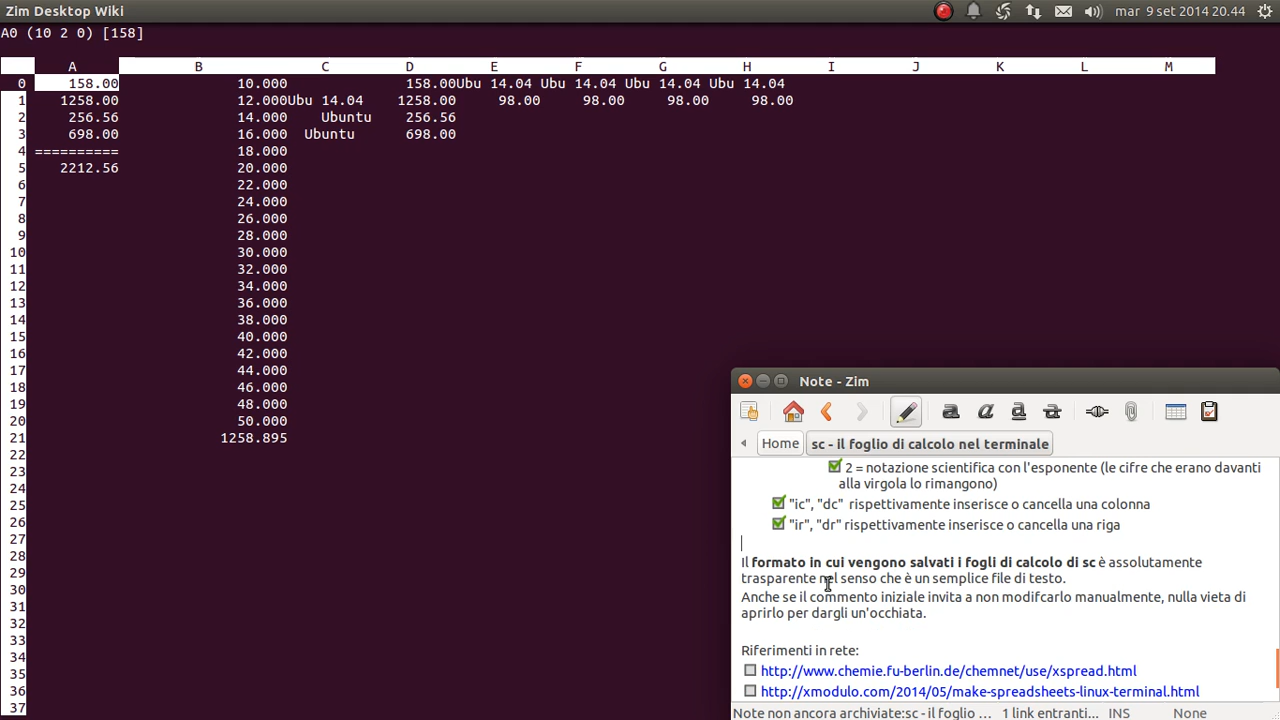 Zim Desktop Wiki mar 9 set 2014 20.44
A0 (10 2 0) [158]
A B C D E F G H I J K L M
0 158.00 10.000 158.00Ubu 14.04 Ubu 14.04 Ubu 14.04 Ubu 14.04
1 1258.00 12.000Ubu 14.04 1258.00 98.00 98.00 98.00 98.00
2 256.56 14.000 Ubuntu 256.56
3 698.00 16.000 Ubuntu 698.00
4 ========== 18.000
5 2212.56 20.000
6 22.000
7 24.000
8 26.000
9 28.000
10 30.000
11 32.000
12 34.000
13 36.000
14 38.000
15 40.000
16 42.000
17 44.000
18 46.000
19 48.000
20 50.000
21 1258.895
22
23
24
25
26
27
28
29
30
31
32
33
34
35
36
37
Note - Zim
Home sc - il foglio di calcolo nel terminale
2 = notazione scientifica con l'esponente (le cifre che erano davanti
alla virgola lo rimangono)
"ic", "dc" rispettivamente inserisce o cancella una colonna
"ir", "dr" rispettivamente inserisce o cancella una riga
Il formato in cui vengono salvati i fogli di calcolo di sc è assolutamente
trasparente nel senso che è un semplice file di testo.
Anche se il commento iniziale invita a non modifcarlo manualmente, nulla vieta di
aprirlo per dargli un'occhiata.
Riferimenti in rete:
http://www.chemie.fu-berlin.de/chemnet/use/xspread.html
http://xmodulo.com/2014/05/make-spreadsheets-linux-terminal.html
Note non ancora archiviate:sc - il foglio ... 1 link entranti... INS None